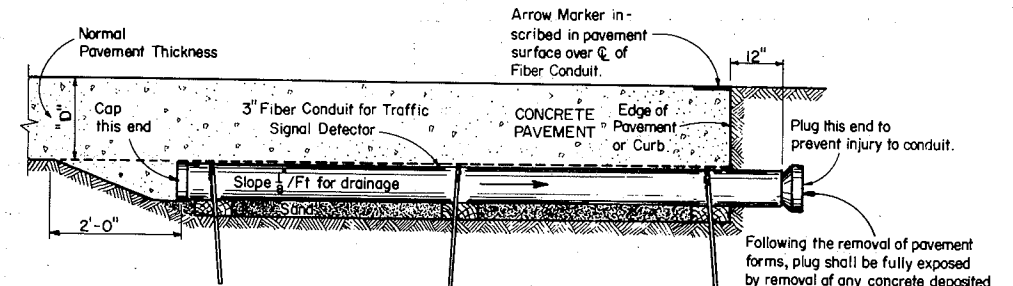 Normal
Pavement Thickness
Arrow Marker in-
scribed in pavement
surface over ℄ of
Fiber Conduit.
12"
"D"
Cap
this end
3" Fiber Conduit for Traffic
Signal Detector
CONCRETE
PAVEMENT
Edge of
Pavement
or Curb.
Plug this end to
prevent injury to conduit.
Slope 1/8"/Ft for drainage
Sand
2'-0"
Following the removal of pavement
forms, plug shall be fully exposed
by removal of any concrete deposited